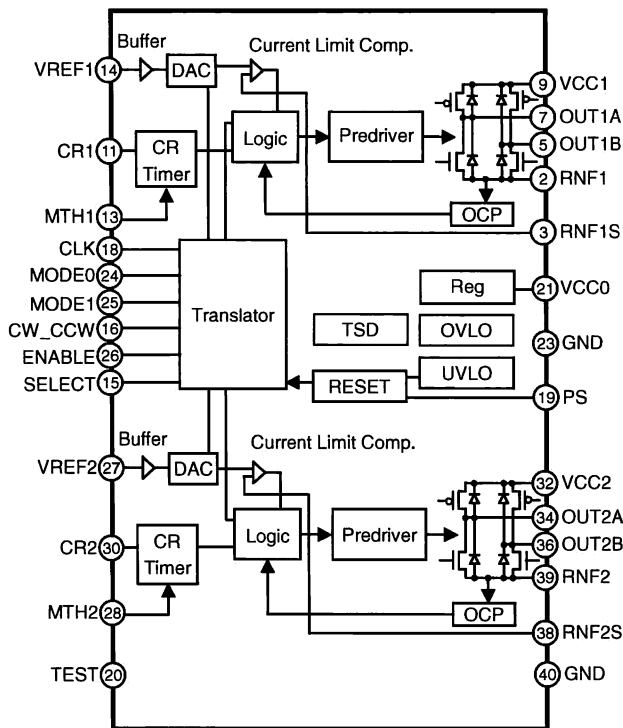 Buffer
Current Limit Comp.
VREF1 14
DAC
9 VCC1
7 OUT1A
Logic
Predriver
5 OUT1B
CR1 11
CR
Timer
2 RNF1
OCP
MTH1 13
3 RNF1S
CLK 18
MODE0 24
Reg
21 VCC0
MODE1 25
Translator
CW_CCW 16
TSD
OVLO
23 GND
ENABLE 26
UVLO
SELECT 15
RESET
19 PS
Buffer
Current Limit Comp.
VREF2 27
DAC
32 VCC2
34 OUT2A
Logic
Predriver
36 OUT2B
CR2 30
CR
Timer
39 RNF2
OCP
MTH2 28
38 RNF2S
TEST 20
40 GND